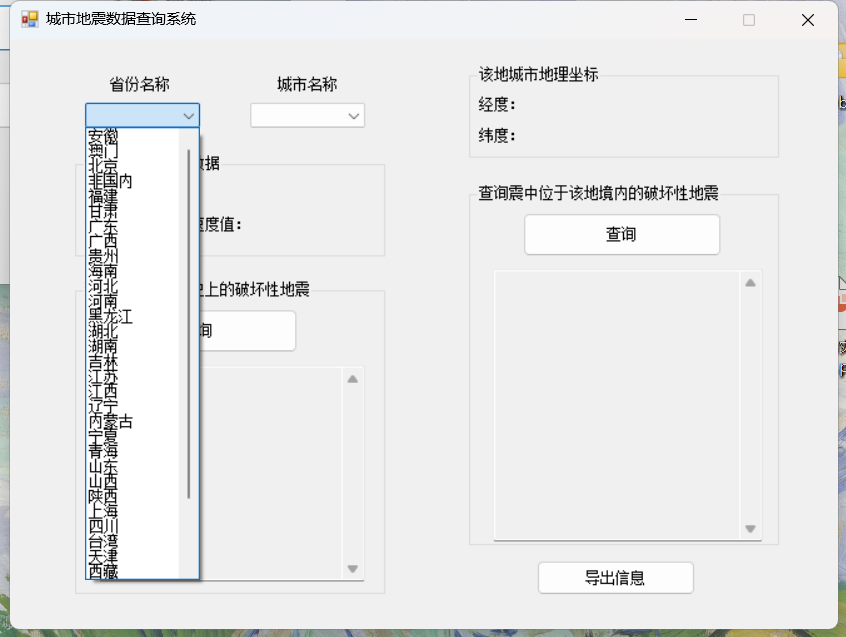 城市地震数据查询系统
省份名称
城市名称
安徽
澳门
北京
非国内
福建
甘肃
广东
广西
贵州
海南
河北
河南
黑龙江
湖北
湖南
吉林
江苏
江西
辽宁
内蒙古
宁夏
青海
山东
山西
陕西
上海
四川
台湾
天津
西藏
数据
度值：
上的破坏性地震
询
该地城市地理坐标
经度：
纬度：
查询震中位于该地境内的破坏性地震
查询
导出信息